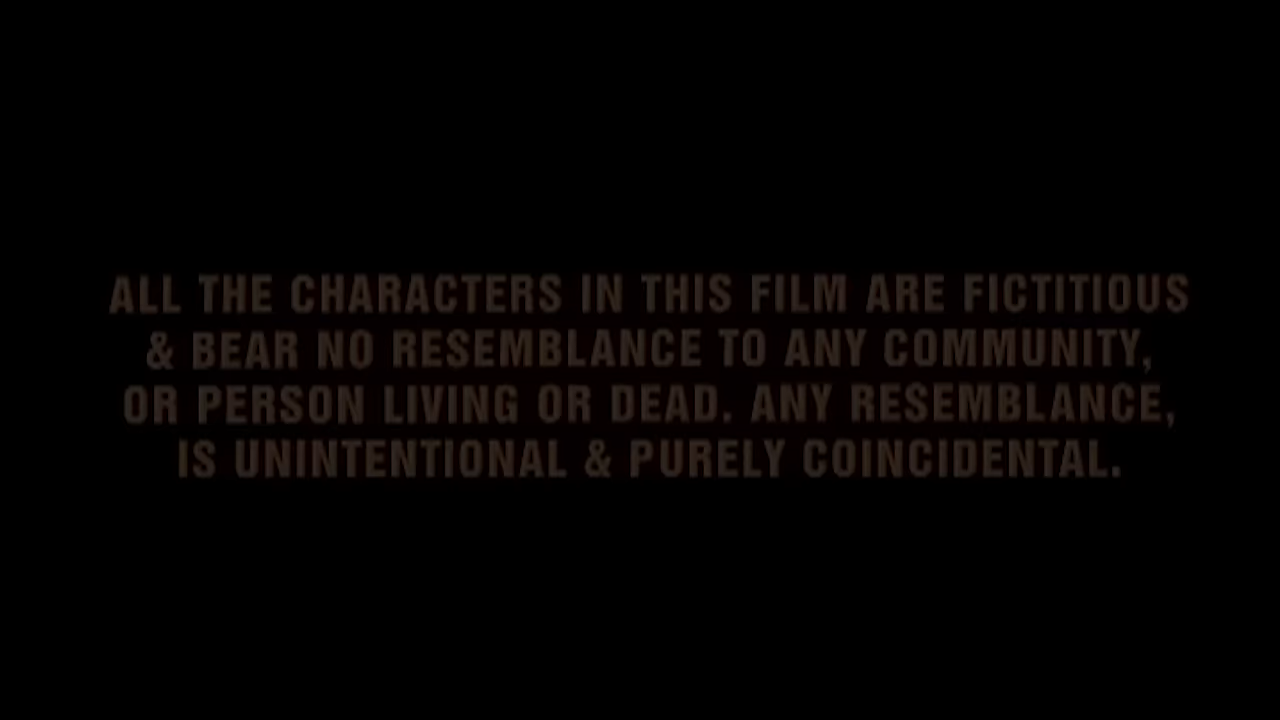 ALL THE CHARACTERS IN THIS FILM ARE FICTITIOUS
& BEAR NO RESEMBLANCE TO ANY COMMUNITY,
OR PERSON LIVING OR DEAD. ANY RESEMBLANCE,
IS UNINTENTIONAL & PURELY COINCIDENTAL.